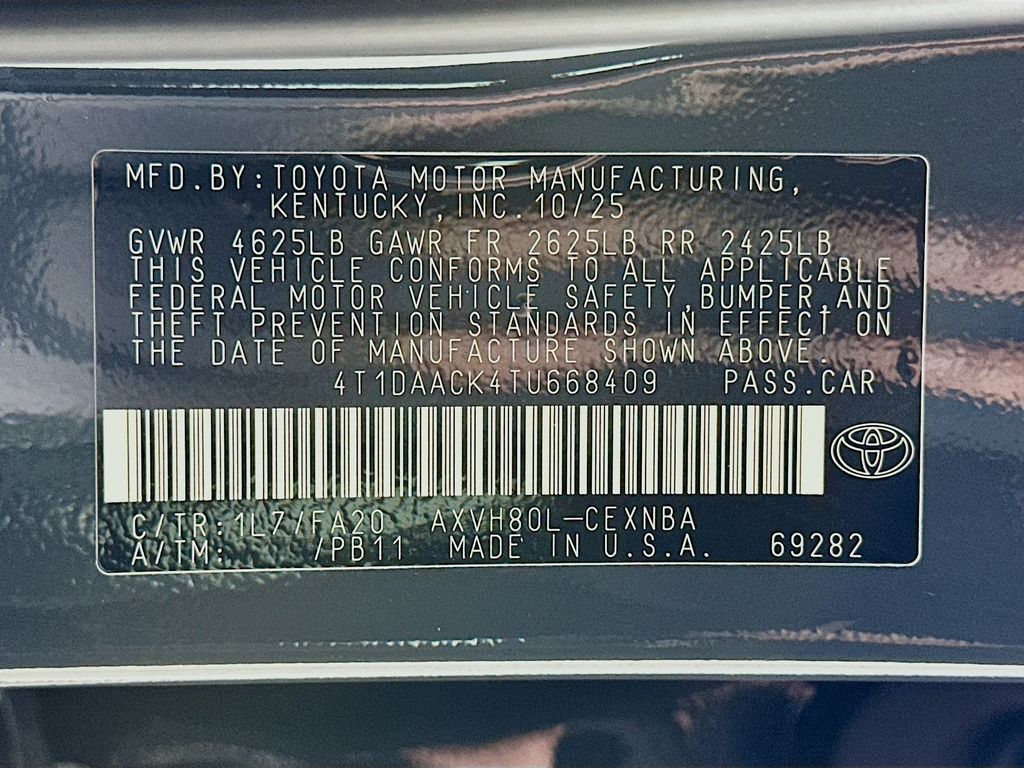 MFD.BY:TOYOTA MOTOR MANUFACTURING,
KENTUCKY,INC.10/25
GVWR 4625LB GAWR FR 2625LB RR 2425LB
THIS VEHICLE CONFORMS TO ALL APPLICABLE
FEDERAL MOTOR VEHICLE SAFETY,BUMPER,AND
THEFT PREVENTION STANDARDS IN EFFECT ON
THE DATE OF MANUFACTURE SHOWN ABOVE.
4T1DAACK4TU668409 PASS.CAR
C/TR:1L7/FA20 AXVH80L-CEXNBA
A/TM: /PB11 MADE IN U.S.A. 69282